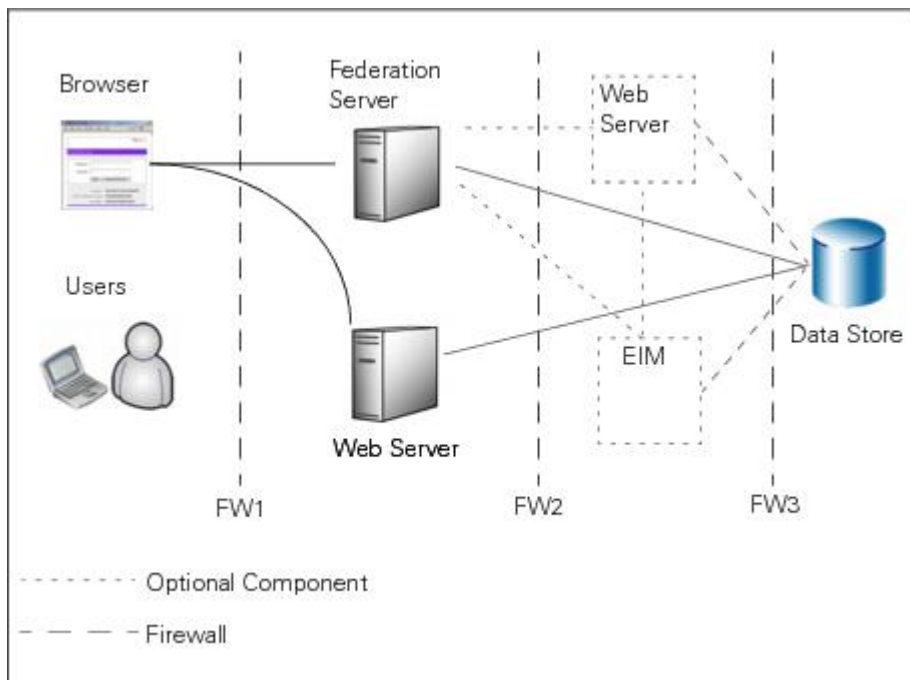 Browser
Federation
Server
Web
Server
Users
EIM
Data Store
Web Server
FW1
FW2
FW3
Optional Component
Firewall